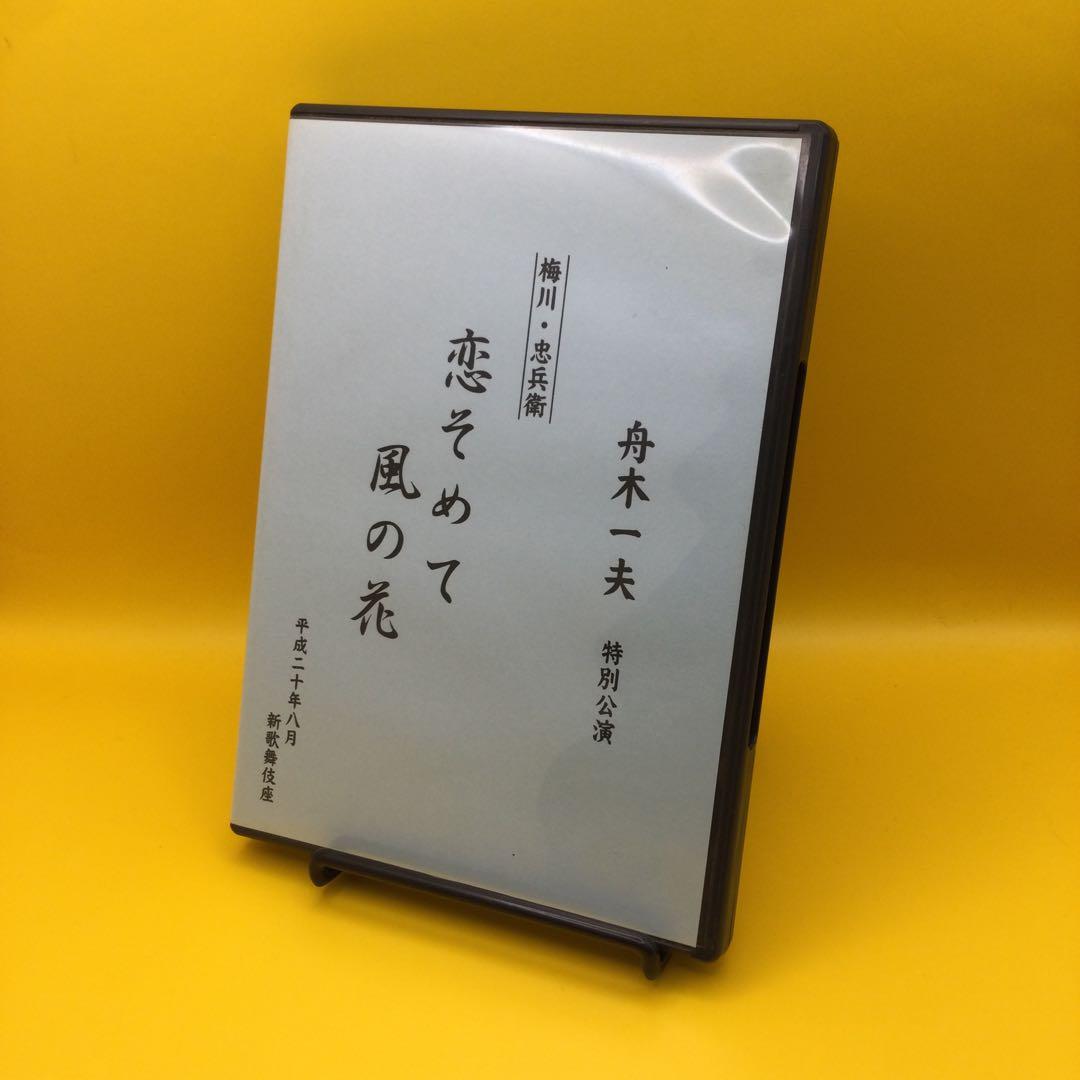 舟木一夫 特別公演
梅川・忠兵衛
恋そめて
風の花
平成二十年八月
新歌舞伎座